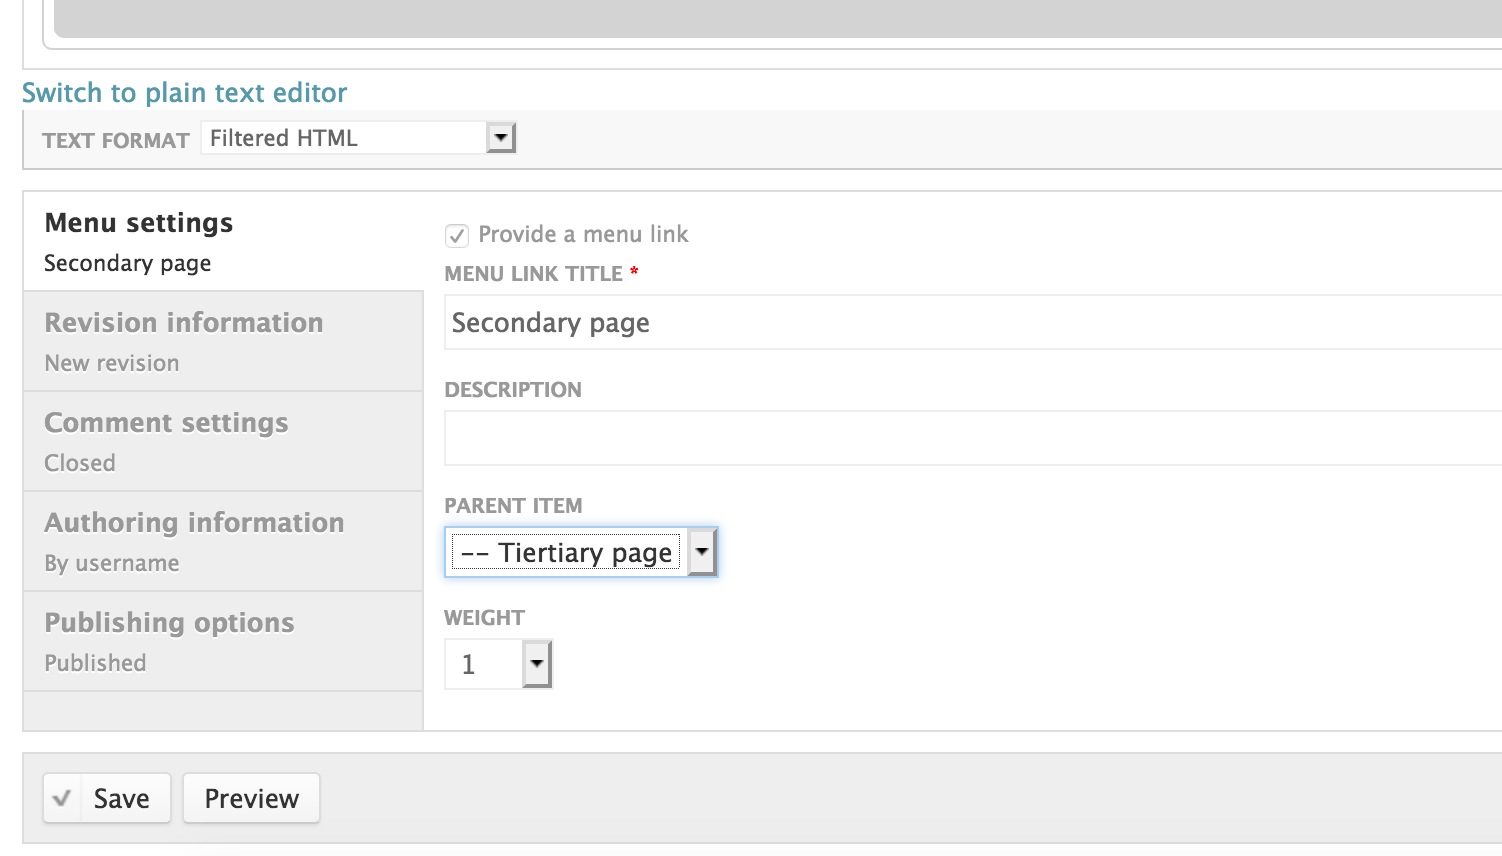 Switch to plain text editor
TEXT FORMAT Filtered HTML
Menu settings
Secondary page
Revision information
New revision
Comment settings
Closed
Authoring information
By username
Publishing options
Published
Provide a menu link
MENU LINK TITLE *
Secondary page
DESCRIPTION
PARENT ITEM
-- Tiertiary page
WEIGHT
1
Save Preview